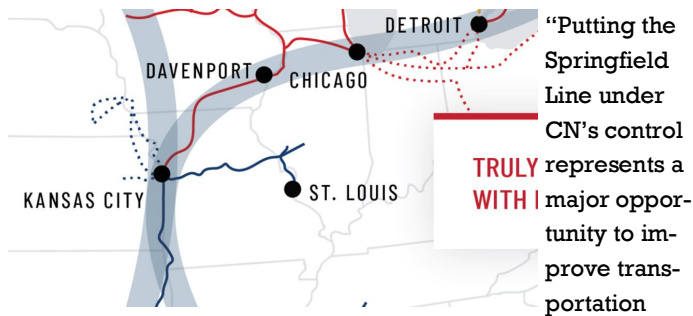 DETROIT
DAVENPORT
CHICAGO
KANSAS CITY
ST. LOUIS
TRULY
WITH
“Putting the
Springfield
Line under
CN’s control
represents a
major oppor-
tunity to im-
prove trans-
portation